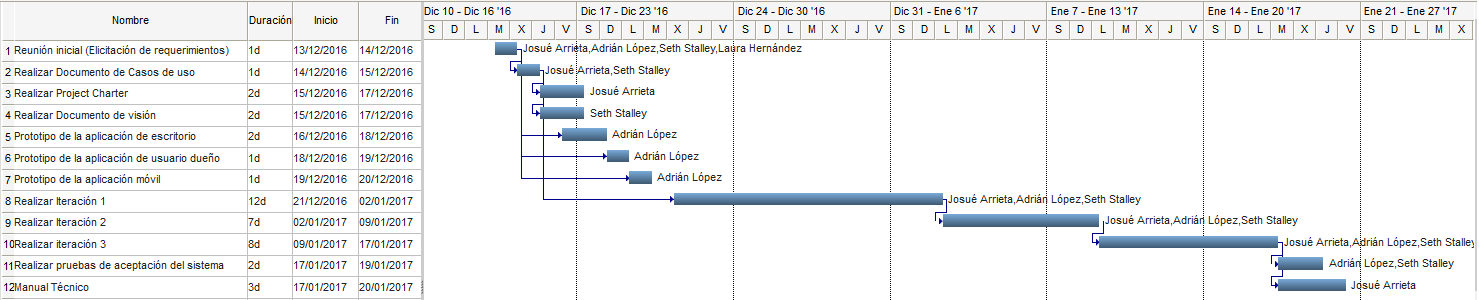 Nombre Duración Inicio Fin Dic 10 - Dic 16 '16 Dic 17 - Dic 23 '16 Dic 24 - Dic 30 '16 Dic 31 - Ene 6 '17 Ene 7 - Ene 13 '17 Ene 14 - Ene 20 '17 Ene 21 - Ene 27 '17
S D L M X J V S D L M X J V S D L M X J V S D L M X J V S D L M X J V S D L M X J V S D L M X
1 Reunión inicial (Elicitación de requerimientos) 1d 13/12/2016 14/12/2016 Josué Arrieta,Adrián López,Seth Stalley,Laura Hernández
2 Realizar Documento de Casos de uso 1d 14/12/2016 15/12/2016 Josué Arrieta,Seth Stalley
3 Realizar Project Charter 2d 15/12/2016 17/12/2016 Josué Arrieta
4 Realizar Documento de visión 2d 15/12/2016 17/12/2016 Seth Stalley
5 Prototipo de la aplicación de escritorio 2d 16/12/2016 18/12/2016 Adrián López
6 Prototipo de la aplicación de usuario dueño 1d 18/12/2016 19/12/2016 Adrián López
7 Prototipo de la aplicación móvil 1d 19/12/2016 20/12/2016 Adrián López
8 Realizar Iteración 1 12d 21/12/2016 02/01/2017 Josué Arrieta,Adrián López,Seth Stalley
9 Realizar Iteración 2 7d 02/01/2017 09/01/2017 Josué Arrieta,Adrián López,Seth Stalley
10 Realizar iteración 3 8d 09/01/2017 17/01/2017 Josué Arrieta,Adrián López,Seth Stalley
11 Realizar pruebas de aceptación del sistema 2d 17/01/2017 19/01/2017 Adrián López,Seth Stalley
12 Manual Técnico 3d 17/01/2017 20/01/2017 Josué Arrieta